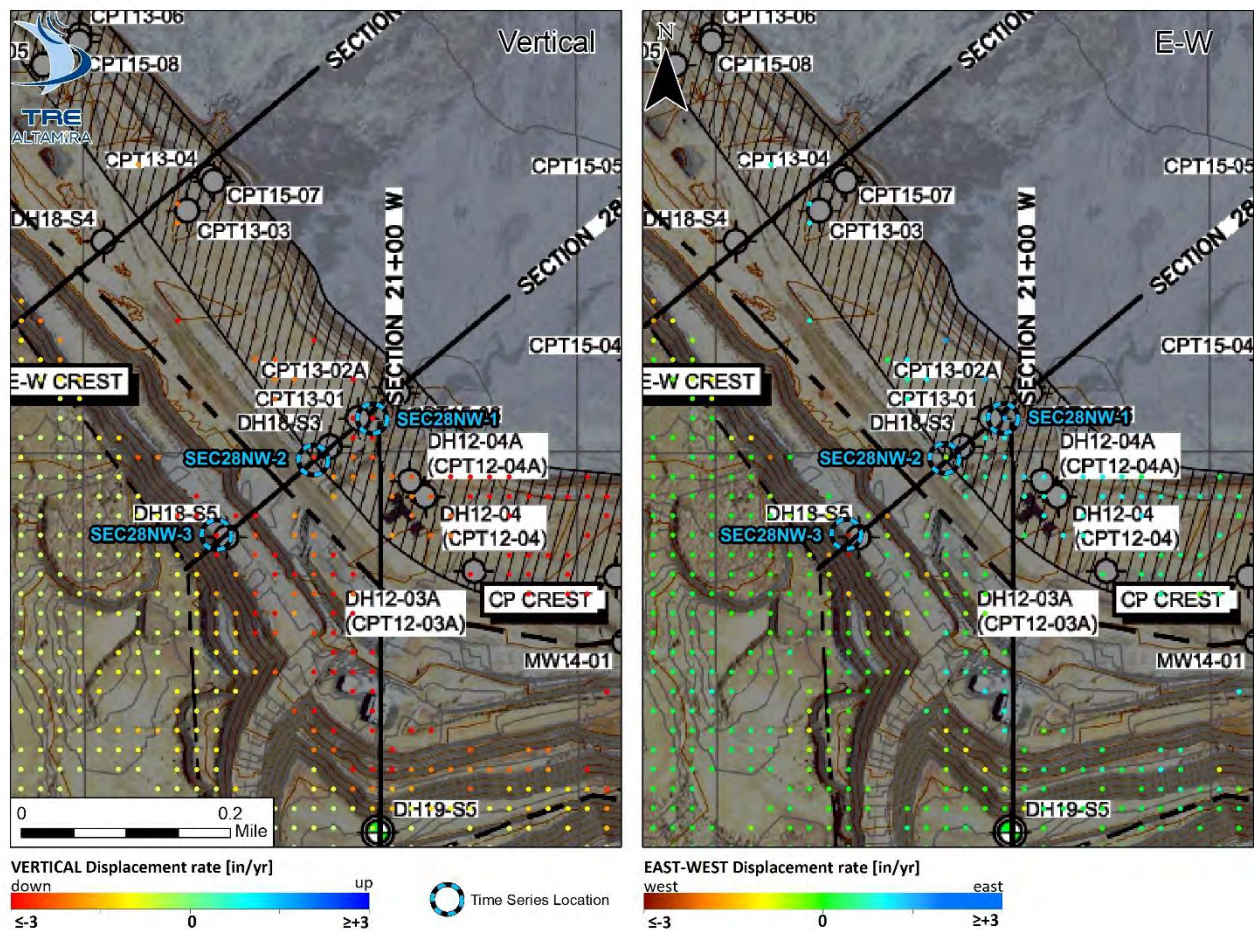 CPT13-06
05
CPT15-08
TRE
ALTAMIRA
Vertical
SECTION
CPT13-04
CPT15-07
CPT15-05
CPT13-03
DH18-S4
SECTION 21+00 W
SECTION 28
CPT15-04
CPT13-02A
E-W CREST
CPT13-01
DH18-S3
SEC28NW-1
SEC28NW-2
DH12-04A
(CPT12-04A)
DH18-S5
SEC28NW-3
DH12-04
(CPT12-04)
DH12-03A
(CPT12-03A)
CP CREST
MW14-01
DH19-S5
0 0.2
Mile
CPT13-06
05
CPT15-08
N
E-W
SECTION
CPT13-04
CPT15-07
CPT15-05
CPT13-03
DH18-S4
SECTION 21+00 W
SECTION 28
CPT15-04
CPT13-02A
E-W CREST
CPT13-01
DH18-S3
SEC28NW-1
SEC28NW-2
DH12-04A
(CPT12-04A)
DH18-S5
SEC28NW-3
DH12-04
(CPT12-04)
DH12-03A
(CPT12-03A)
CP CREST
MW14-01
DH19-S5
VERTICAL Displacement rate [in/yr]
down up
≤-3 0 ≥+3
Time Series Location
EAST-WEST Displacement rate [in/yr]
west east
≤-3 0 ≥+3